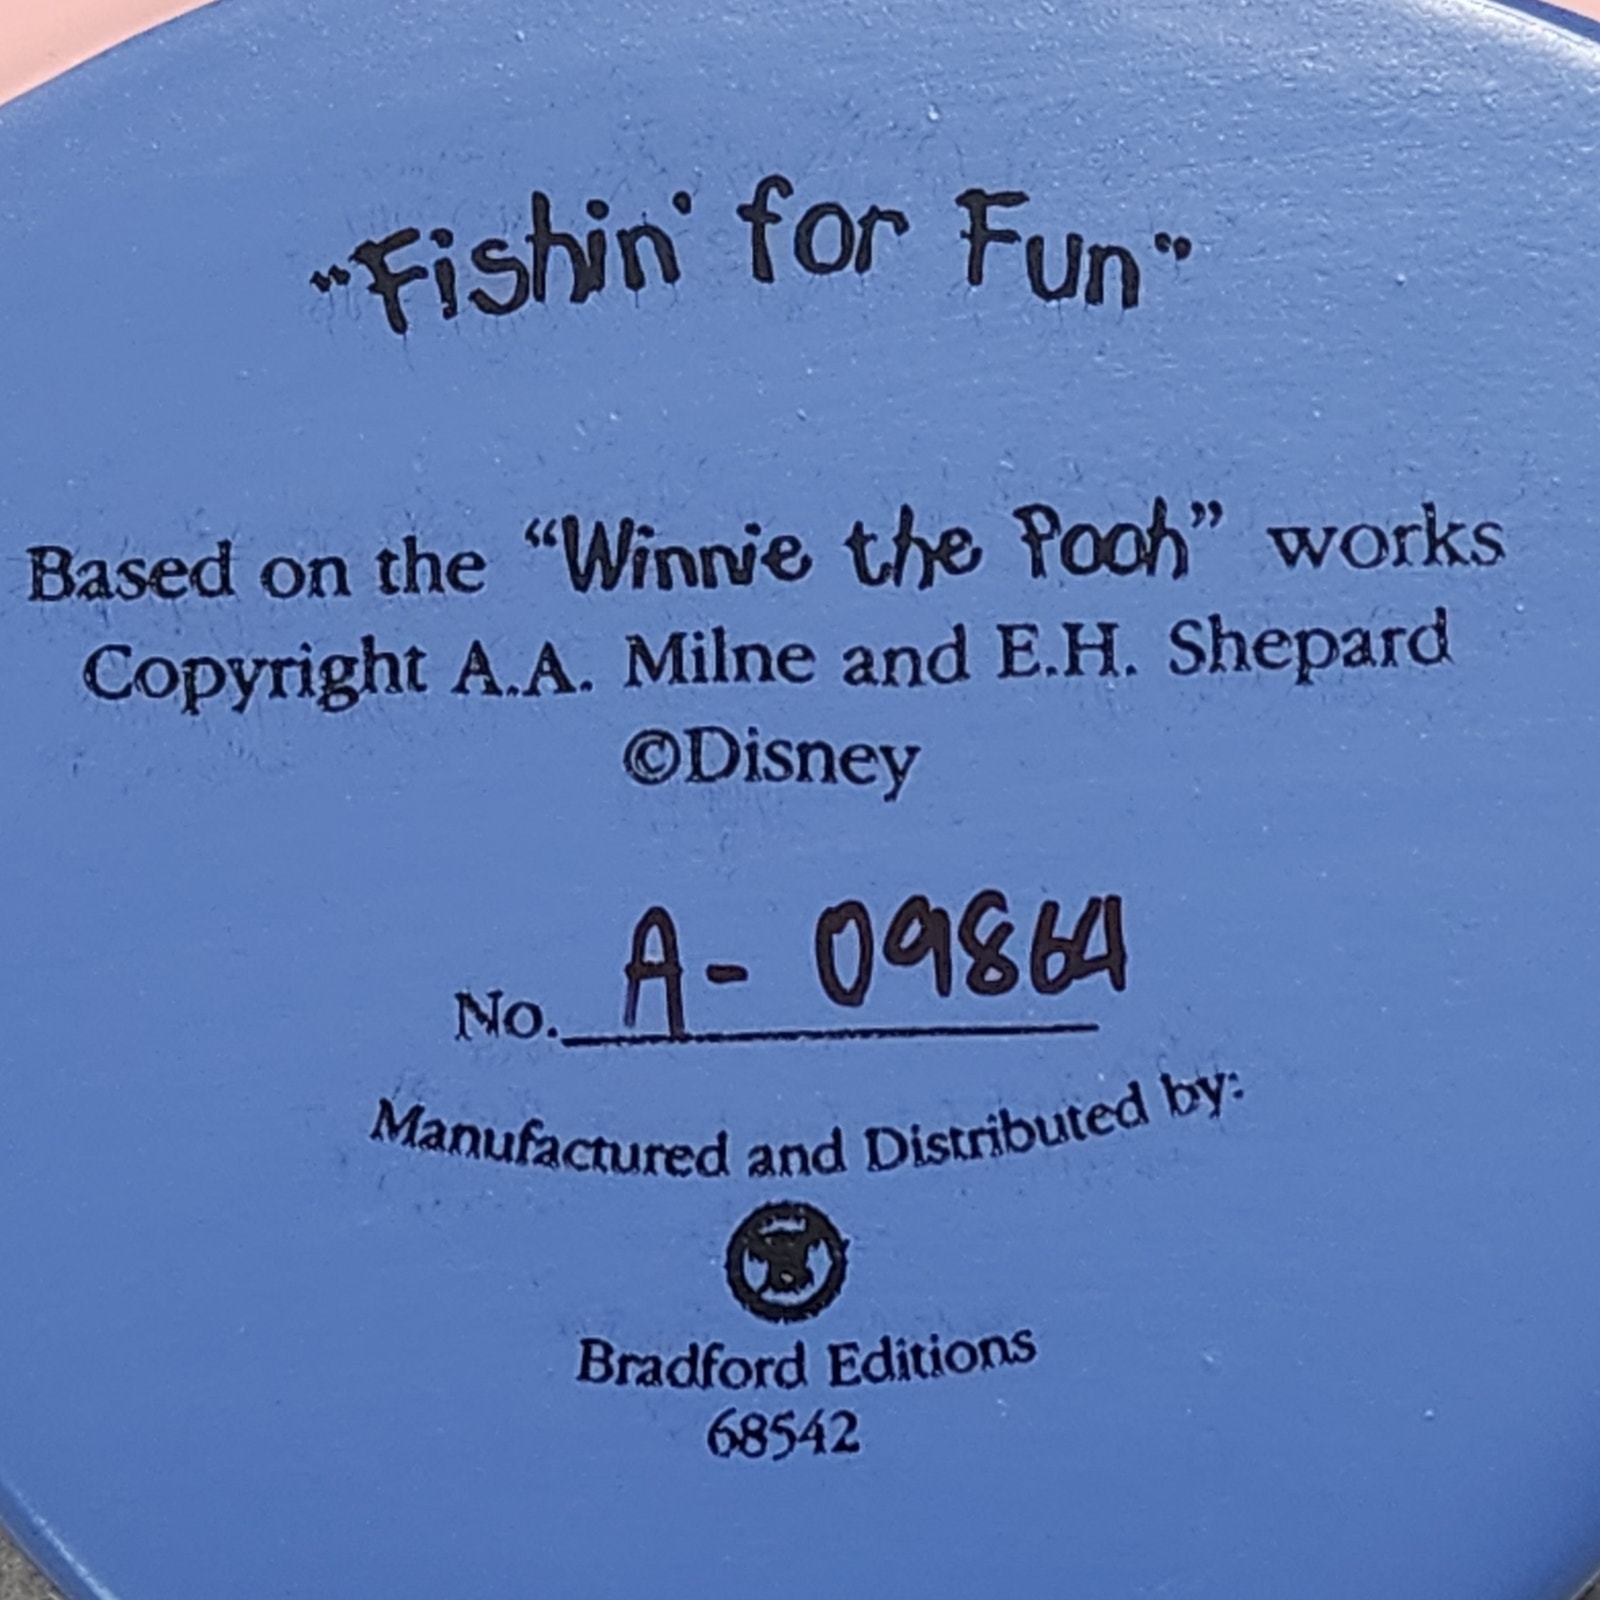 "Fishin' for Fun"
Based on the “Winnie the Pooh” works
Copyright A.A. Milne and E.H. Shepard
©Disney
No. A- 09864
Manufactured and Distributed by:
Bradford Editions
68542